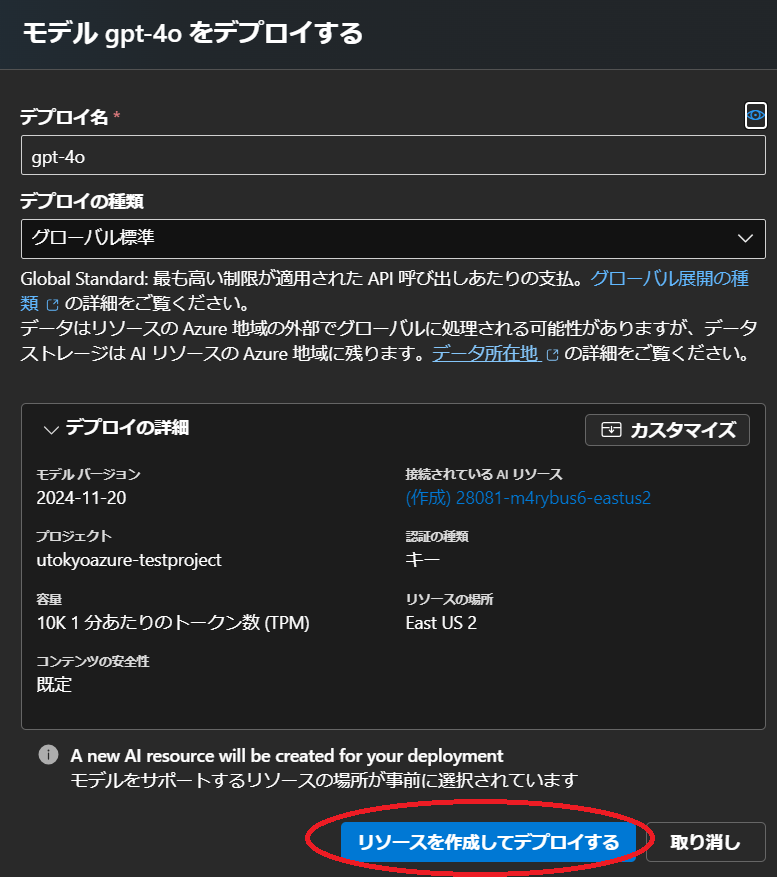 モデル gpt-4o をデプロイする
デプロイ名 *
gpt-4o
デプロイの種類
グローバル標準
Global Standard: 最も高い制限が適用された API 呼び出しあたりの支払。グローバル展開の種
類 の詳細をご覧ください。
データはリソースの Azure 地域の外部でグローバルに処理される可能性がありますが、データ
ストレージは AI リソースの Azure 地域に残ります。データ所在地 の詳細をご覧ください。
デプロイの詳細
カスタマイズ
モデル バージョン
2024-11-20
接続されている AI リソース
(作成) 28081-m4rybus6-eastus2
プロジェクト
utokyoazure-testproject
認証の種類
キー
容量
10K 1 分あたりのトークン数 (TPM)
リソースの場所
East US 2
コンテンツの安全性
既定
A new AI resource will be created for your deployment
モデルをサポートするリソースの場所が事前に選択されています
リソースを作成してデプロイする
取り消し